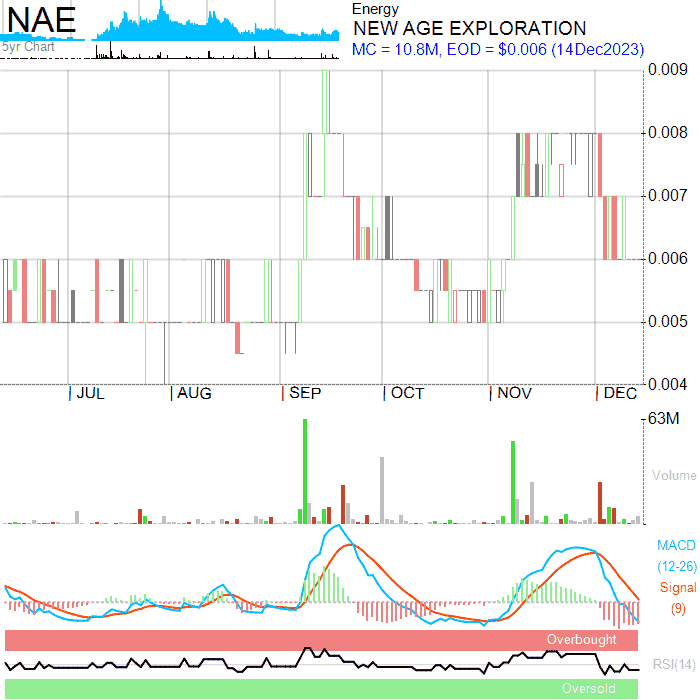 NAE
5yr Chart
Energy
NEW AGE EXPLORATION
MC = 10.8M, EOD = $0.006 (14Dec2023)
0.009
0.008
0.007
0.006
0.005
0.004
JUL AUG SEP OCT NOV DEC
63M
Volume
MACD
(12-26)
Signal
(9)
Overbought
RSI(14)
Oversold